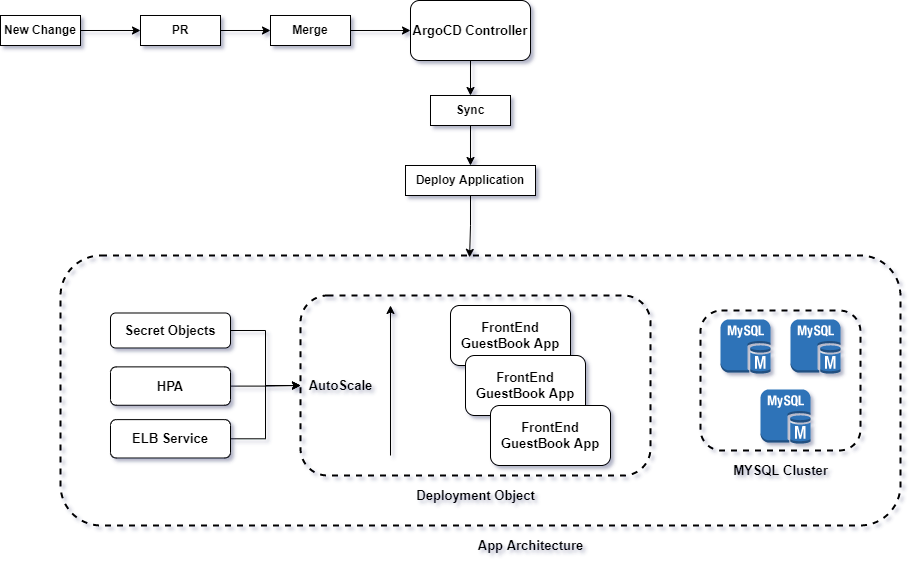 New Change
PR
Merge
ArgoCD Controller
Sync
Deploy Application
Secret Objects
HPA
ELB Service
AutoScale
FrontEnd
GuestBook App
FrontEnd
GuestBook App
FrontEnd
GuestBook App
Deployment Object
MySQL
M
MySQL
M
MySQL
M
MYSQL Cluster
App Architecture